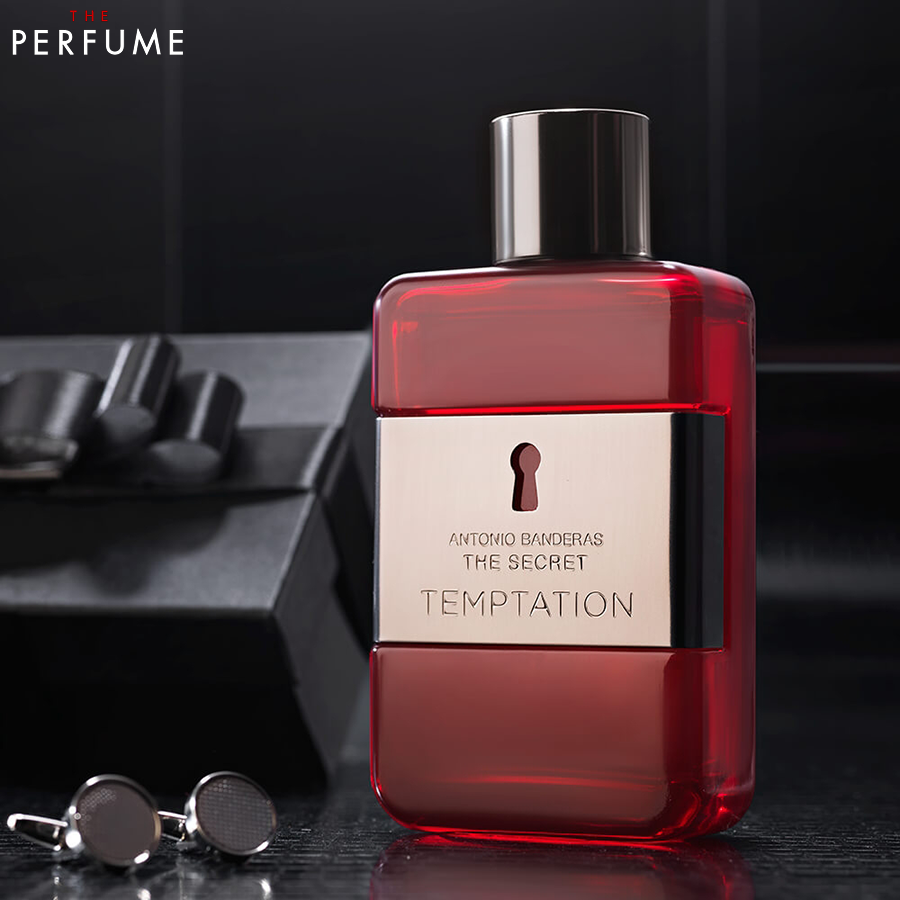 THE
PERFUME
ANTONIO BANDERAS
THE SECRET
TEMPTATION